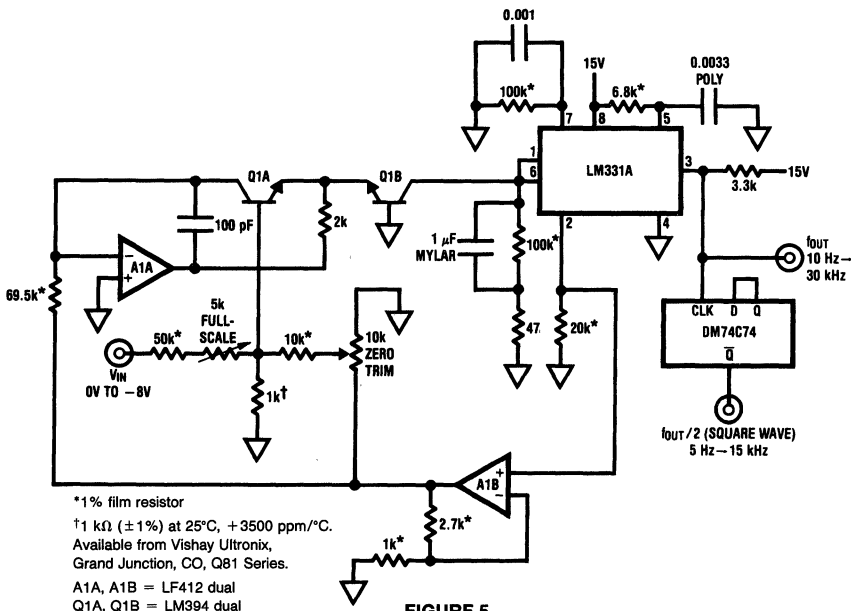 0.001
100k*
15V
6.8k*
0.0033
POLY
7
8
5
1
6
LM331A
3
3.3k
15V
2
4
Q1A
Q1B
100 pF
2k
1 μF
MYLAR
100k*
47
20k*
fOUT
10 Hz→
30 kHz
CLK
D
Q
DM74C74
Q̅
fOUT/2 (SQUARE WAVE)
5 Hz→15 kHz
−
+
A1A
69.5k*
50k*
5k
FULL-
SCALE
10k*
10k
ZERO
TRIM
VIN
0V TO −8V
1k†
+
−
A1B
2.7k*
1k*
*1% film resistor
†1 kΩ (±1%) at 25°C, +3500 ppm/°C.
Available from Vishay Ultronix,
Grand Junction, CO, Q81 Series.
A1A, A1B = LF412 dual
Q1A, Q1B = LM394 dual
FIGURE 5